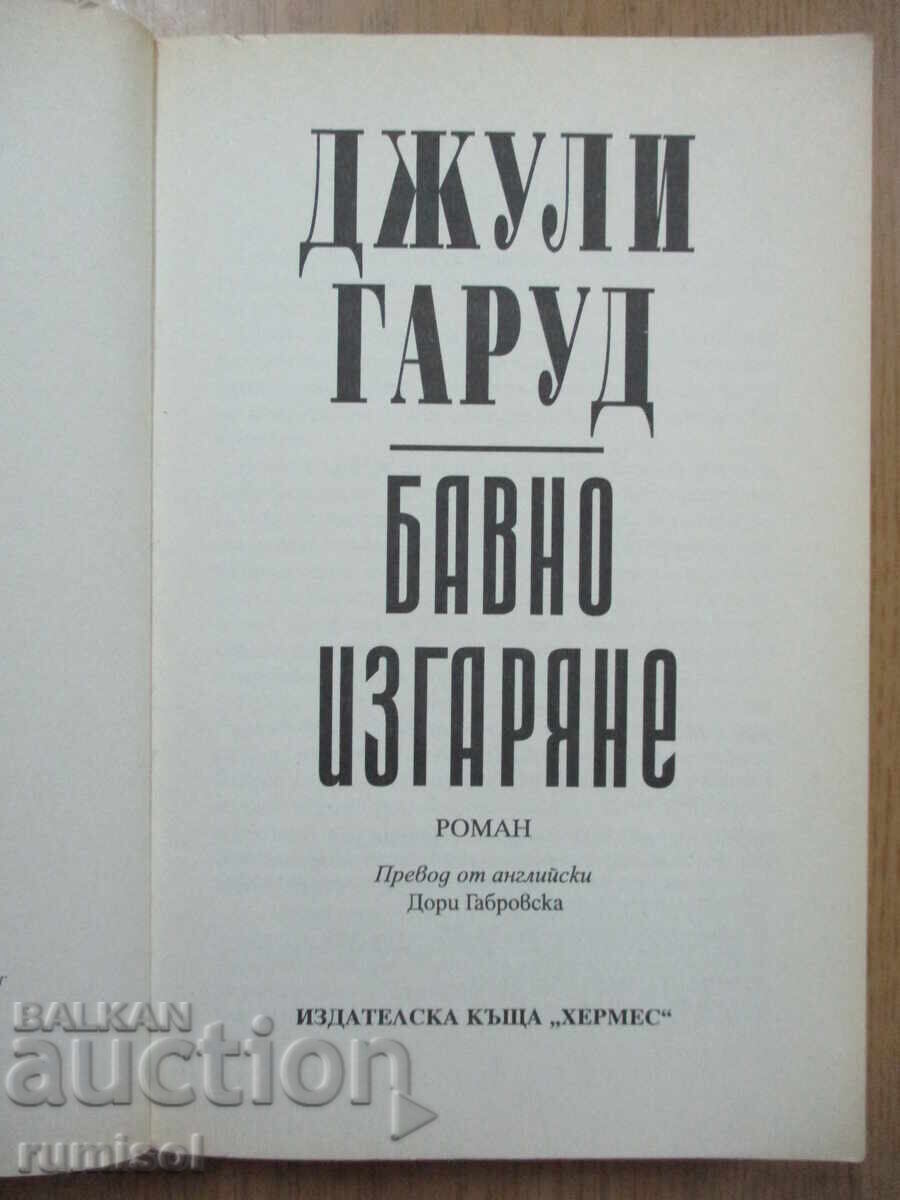 ДЖУЛИ
ГАРУД
БАВНО
ИЗГАРЯНЕ
РОМАН
Превод от английски
Дори Габровска
ИЗДАТЕЛСКА КЪЩА „ХЕРМЕС“
BALKAN
auction
rumisol